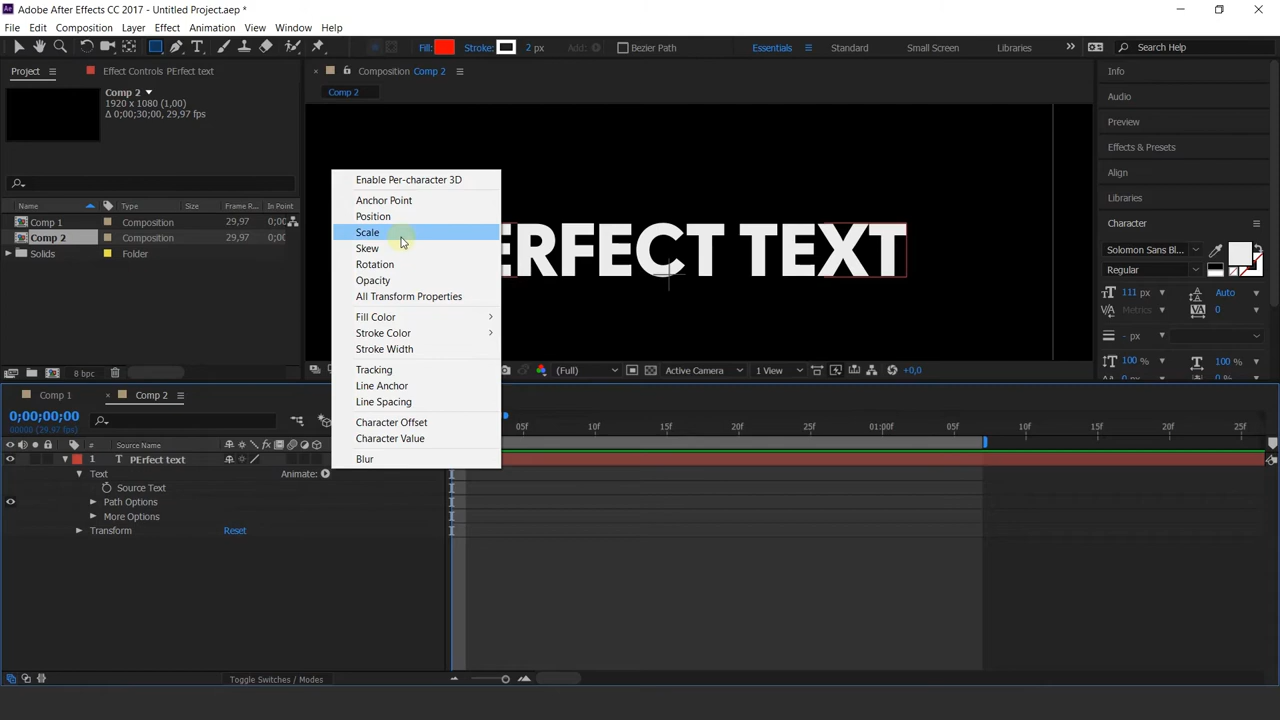 Adobe After Effects CC 2017 - Untitled Project.aep *
File Edit Composition Layer Effect Animation View Window Help
Fill: Stroke: 2 px Add: Bezier Path Essentials Standard Small Screen Libraries Search Help
Project Effect Controls PErfect text
Composition Comp 2
Info
Comp 2
1920 x 1080 (1,00)
Δ 0;00;30;00, 29,97 fps
Comp 2
Audio
Preview
Effects & Presets
Align
Libraries
Character
Solomon Sans Bl...
Regular
111 px
Auto
Metrics
0
- px
100 %
100 %
Name Type Size Frame R... In Point
Comp 1 Composition 29,97 0;00
Comp 2 Composition 29,97 0;00
Solids Folder
ERFECT TEXT
Enable Per-character 3D
Anchor Point
Position
Scale
Skew
Rotation
Opacity
All Transform Properties
Fill Color
Stroke Color
Stroke Width
Tracking
Line Anchor
Line Spacing
Character Offset
Character Value
Blur
8 bpc
(Full) Active Camera 1 View +0,0
Comp 1 Comp 2
0;00;00;00
00000 (29.97 fps)
05f 10f 15f 20f 25f 01:00f 05f 10f 15f 20f 25f
# Source Name
1 T PErfect text
Text Animate:
Source Text
Path Options
More Options
Transform Reset
Toggle Switches / Modes